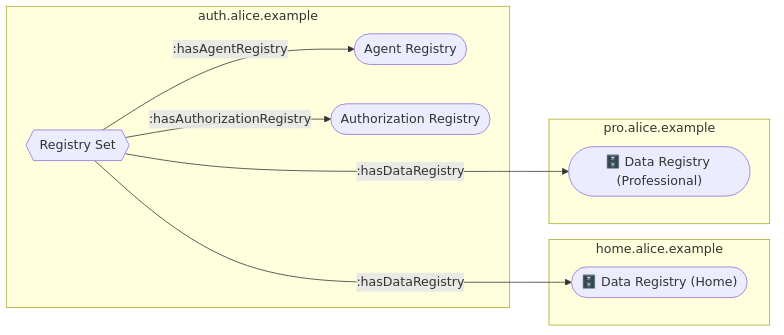 auth.alice.example
:hasAgentRegistry
Agent Registry
:hasAuthorizationRegistry
Authorization Registry
Registry Set
:hasDataRegistry
:hasDataRegistry
pro.alice.example
🗄️ Data Registry
(Professional)
home.alice.example
🗄️ Data Registry (Home)